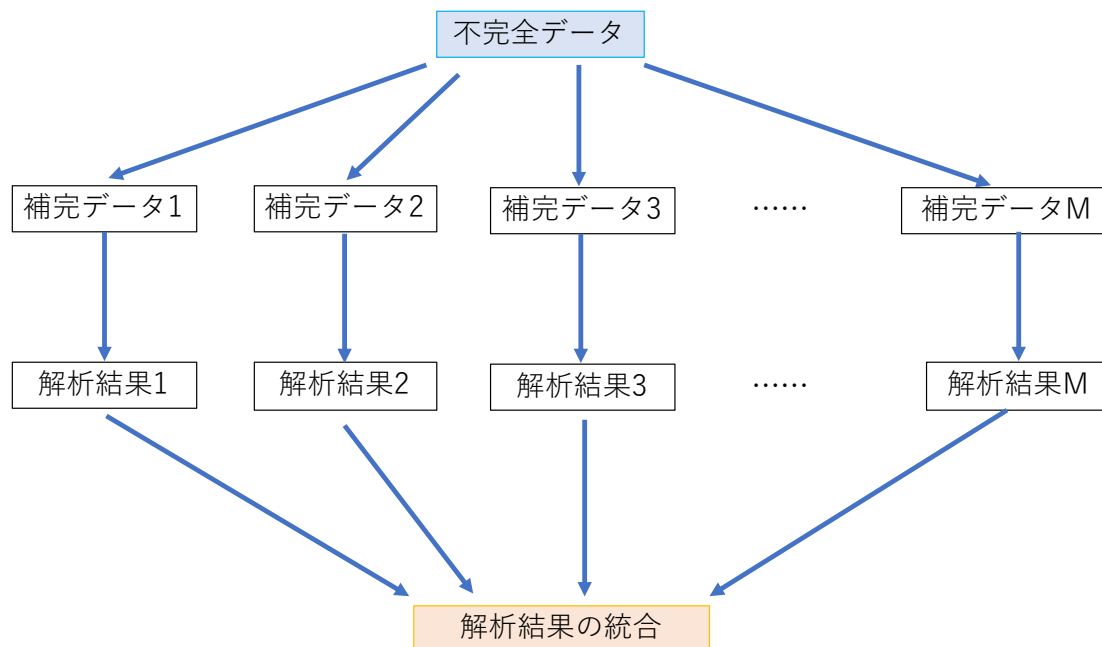 不完全データ
補完データ1
補完データ2
補完データ3
……
補完データM
解析結果1
解析結果2
解析結果3
……
解析結果M
解析結果の統合